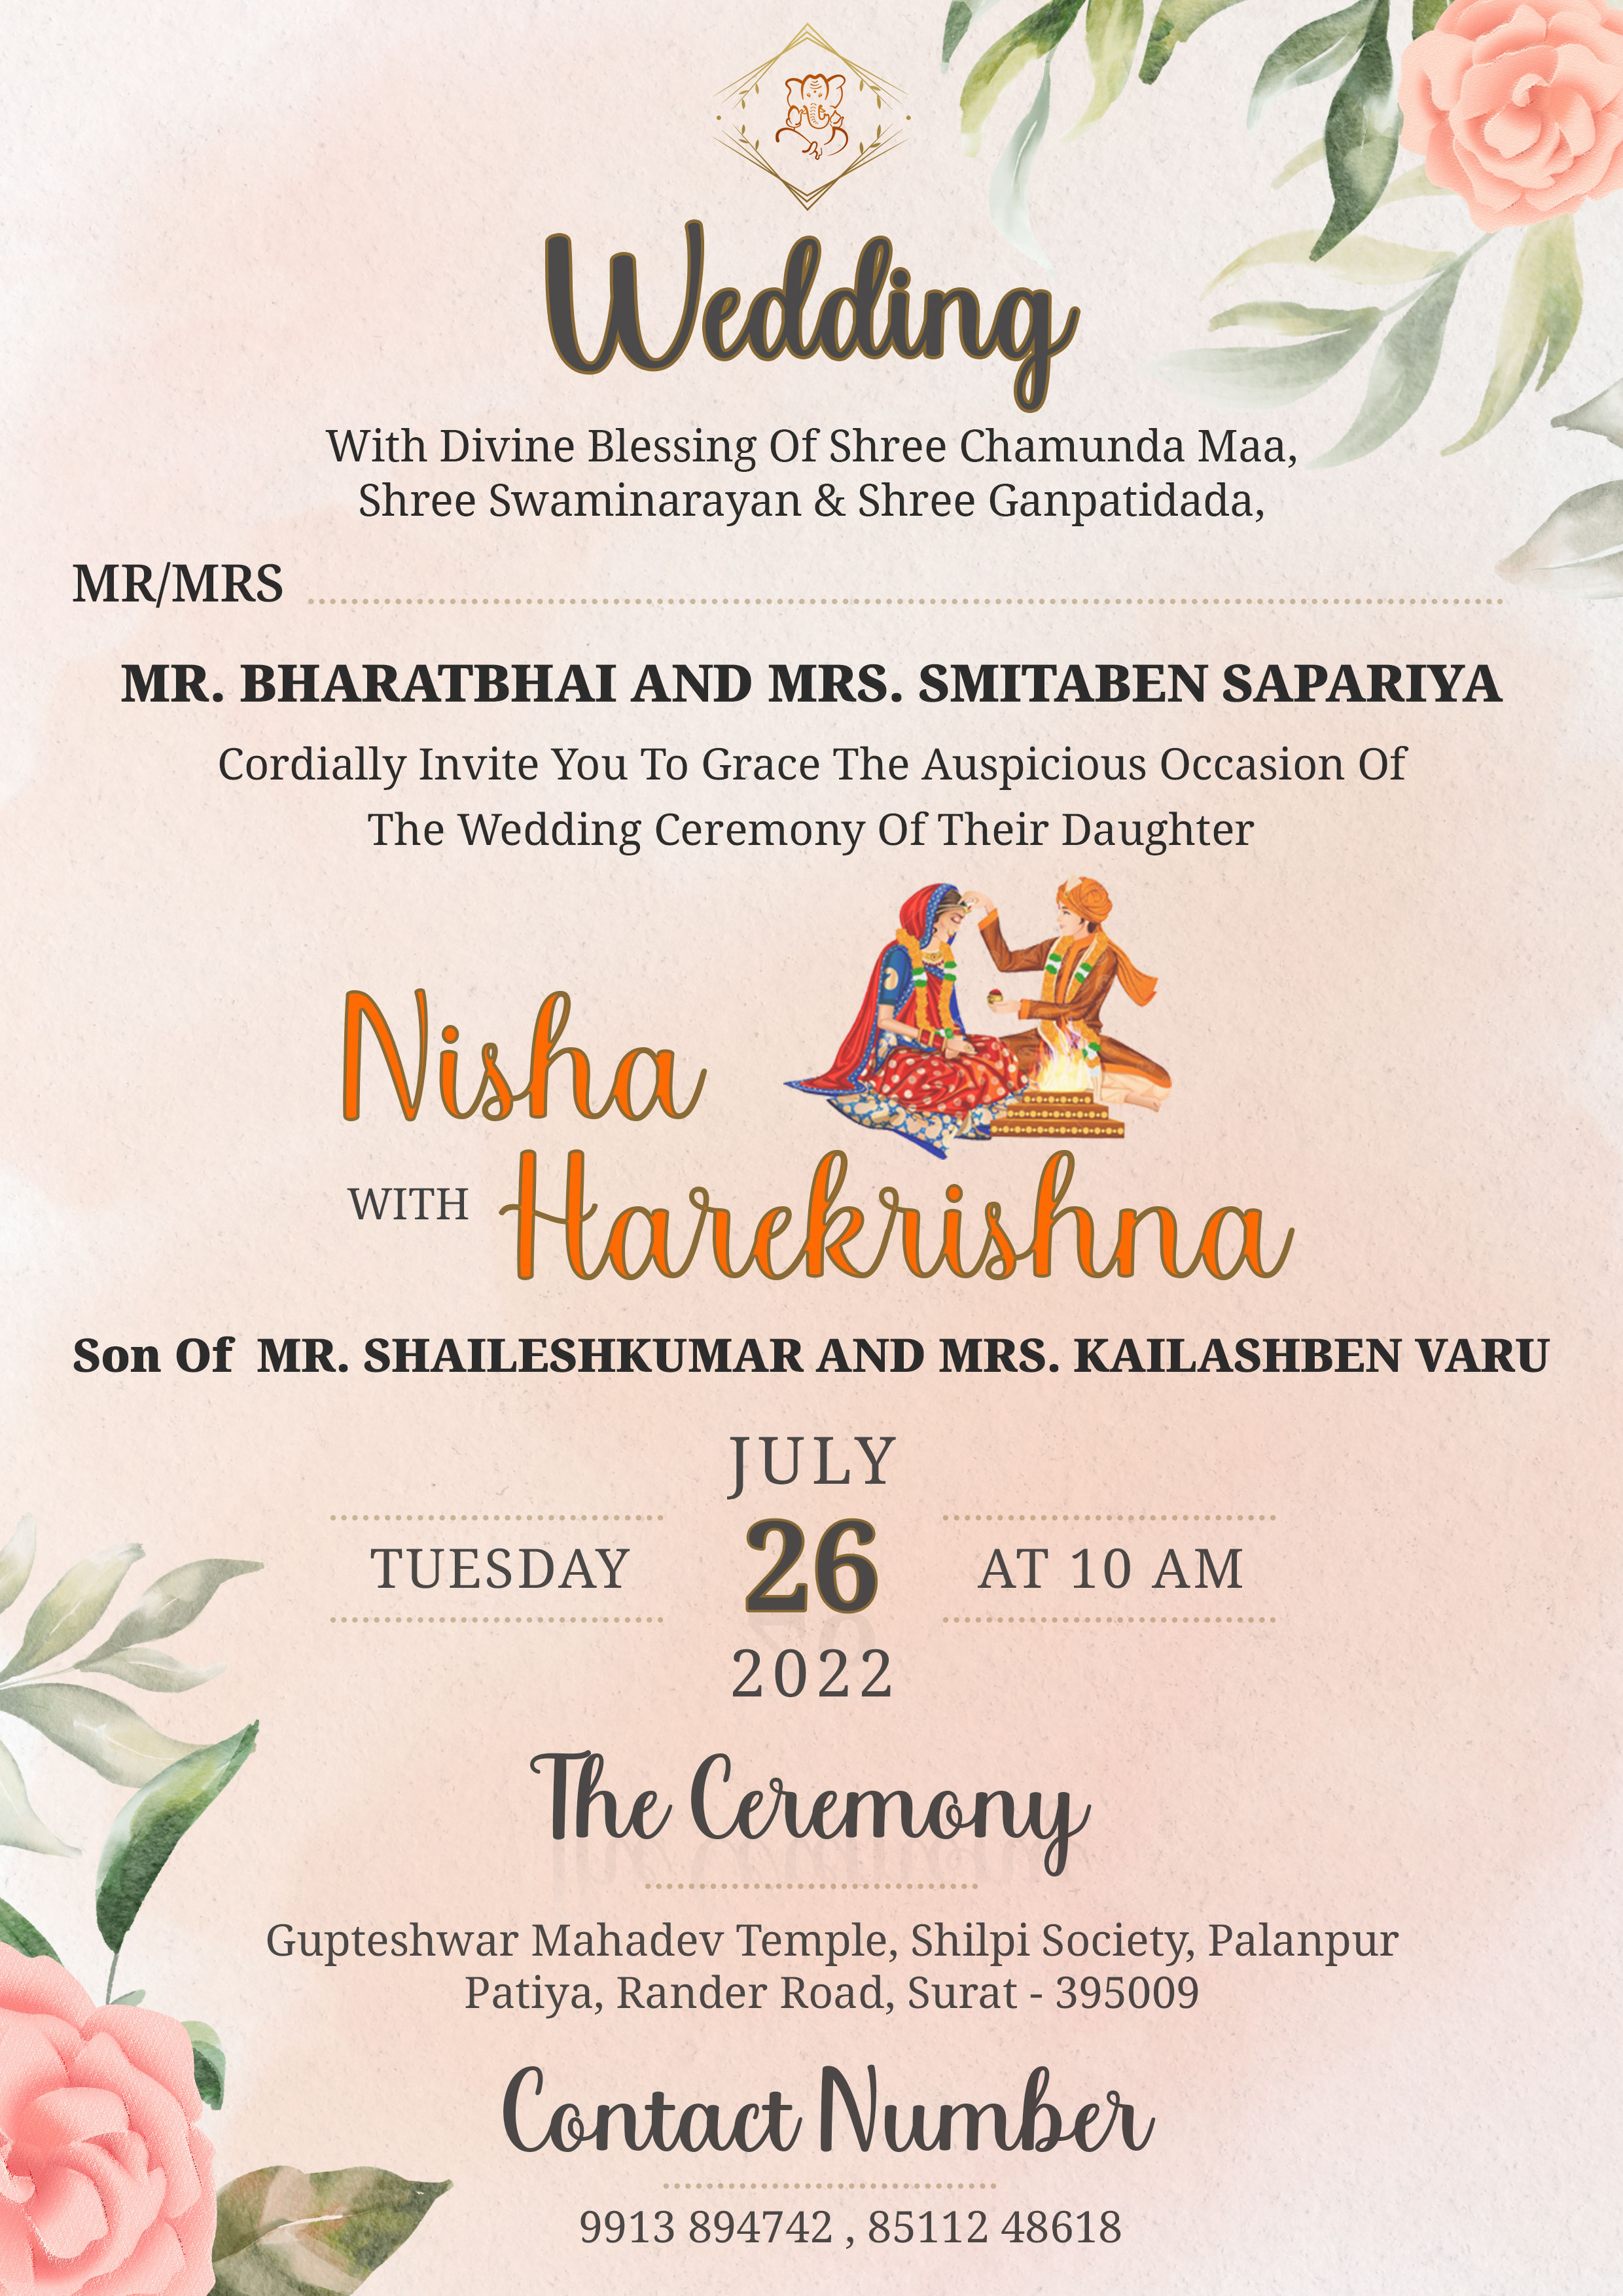 Wedding
With Divine Blessing Of Shree Chamunda Maa,
Shree Swaminarayan & Shree Ganpatidada,
MR/MRS
MR. BHARATBHAI AND MRS. SMITABEN SAPARIYA
Cordially Invite You To Grace The Auspicious Occasion Of
The Wedding Ceremony Of Their Daughter
Nisha
WITH Harekrishna
Son Of MR. SHAILESHKUMAR AND MRS. KAILASHBEN VARU
JULY
TUESDAY 26 AT 10 AM
2022
The Ceremony
Gupteshwar Mahadev Temple, Shilpi Society, Palanpur
Patiya, Rander Road, Surat - 395009
Contact Number
9913 894742 , 85112 48618